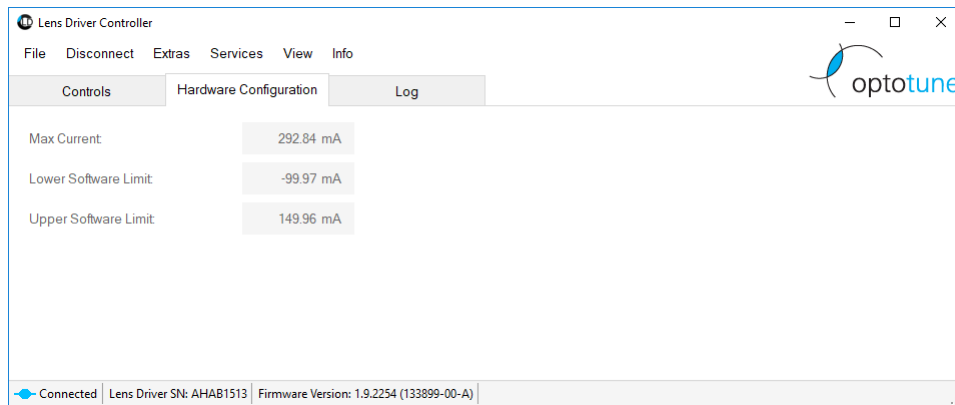 Lens Driver Controller
File Disconnect Extras Services View Info
optotune
Controls Hardware Configuration Log
Max Current: 292.84 mA
Lower Software Limit: -99.97 mA
Upper Software Limit: 149.96 mA
Connected Lens Driver SN: AHAB1513 Firmware Version: 1.9.2254 (133899-00-A)